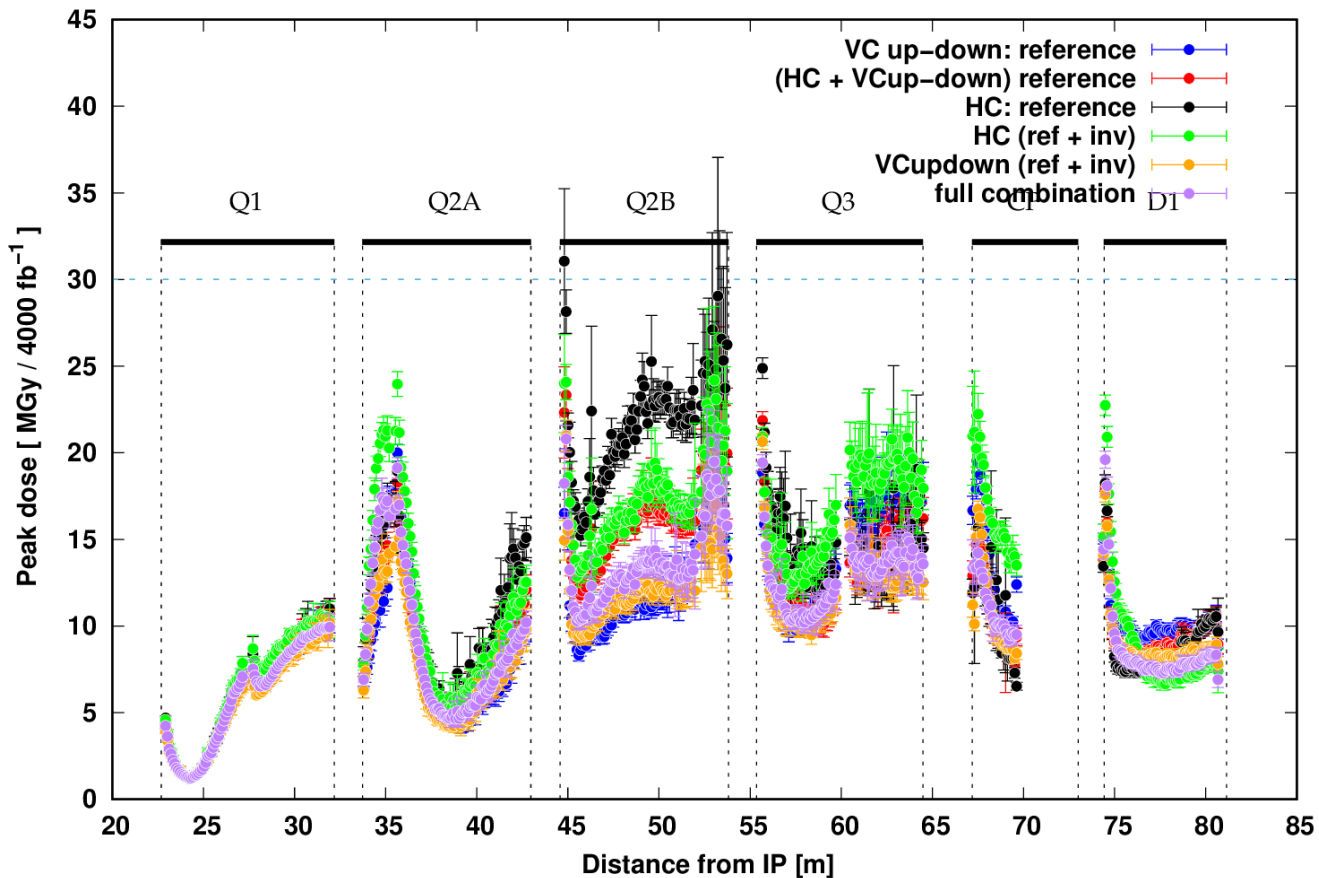 45
40
35
30
25
20
15
10
5
0
Peak dose [ MGy / 4000 fb⁻¹ ]
VC up−down: reference
(HC + VCup−down) reference
HC: reference
HC (ref + inv)
VCupdown (ref + inv)
full combination
Q1 Q2A Q2B Q3 CP D1
20 25 30 35 40 45 50 55 60 65 70 75 80 85
Distance from IP [m]